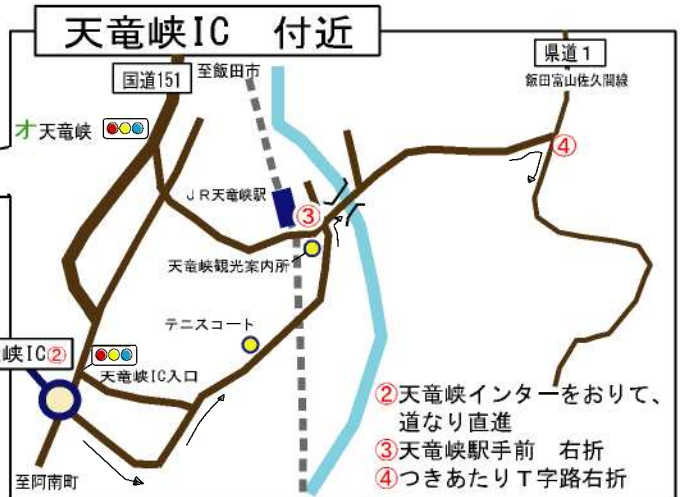 天竜峡IC　付近
県道1
飯田富山佐久間線
国道151
至飯田市
オ天竜峡
JR天竜峡駅
③
④
天竜峡観光案内所
テニスコート
峡IC②
天竜峡IC入口
至阿南町
②天竜峡インターをおりて、
道なり直進
③天竜峡駅手前　右折
④つきあたりT字路右折